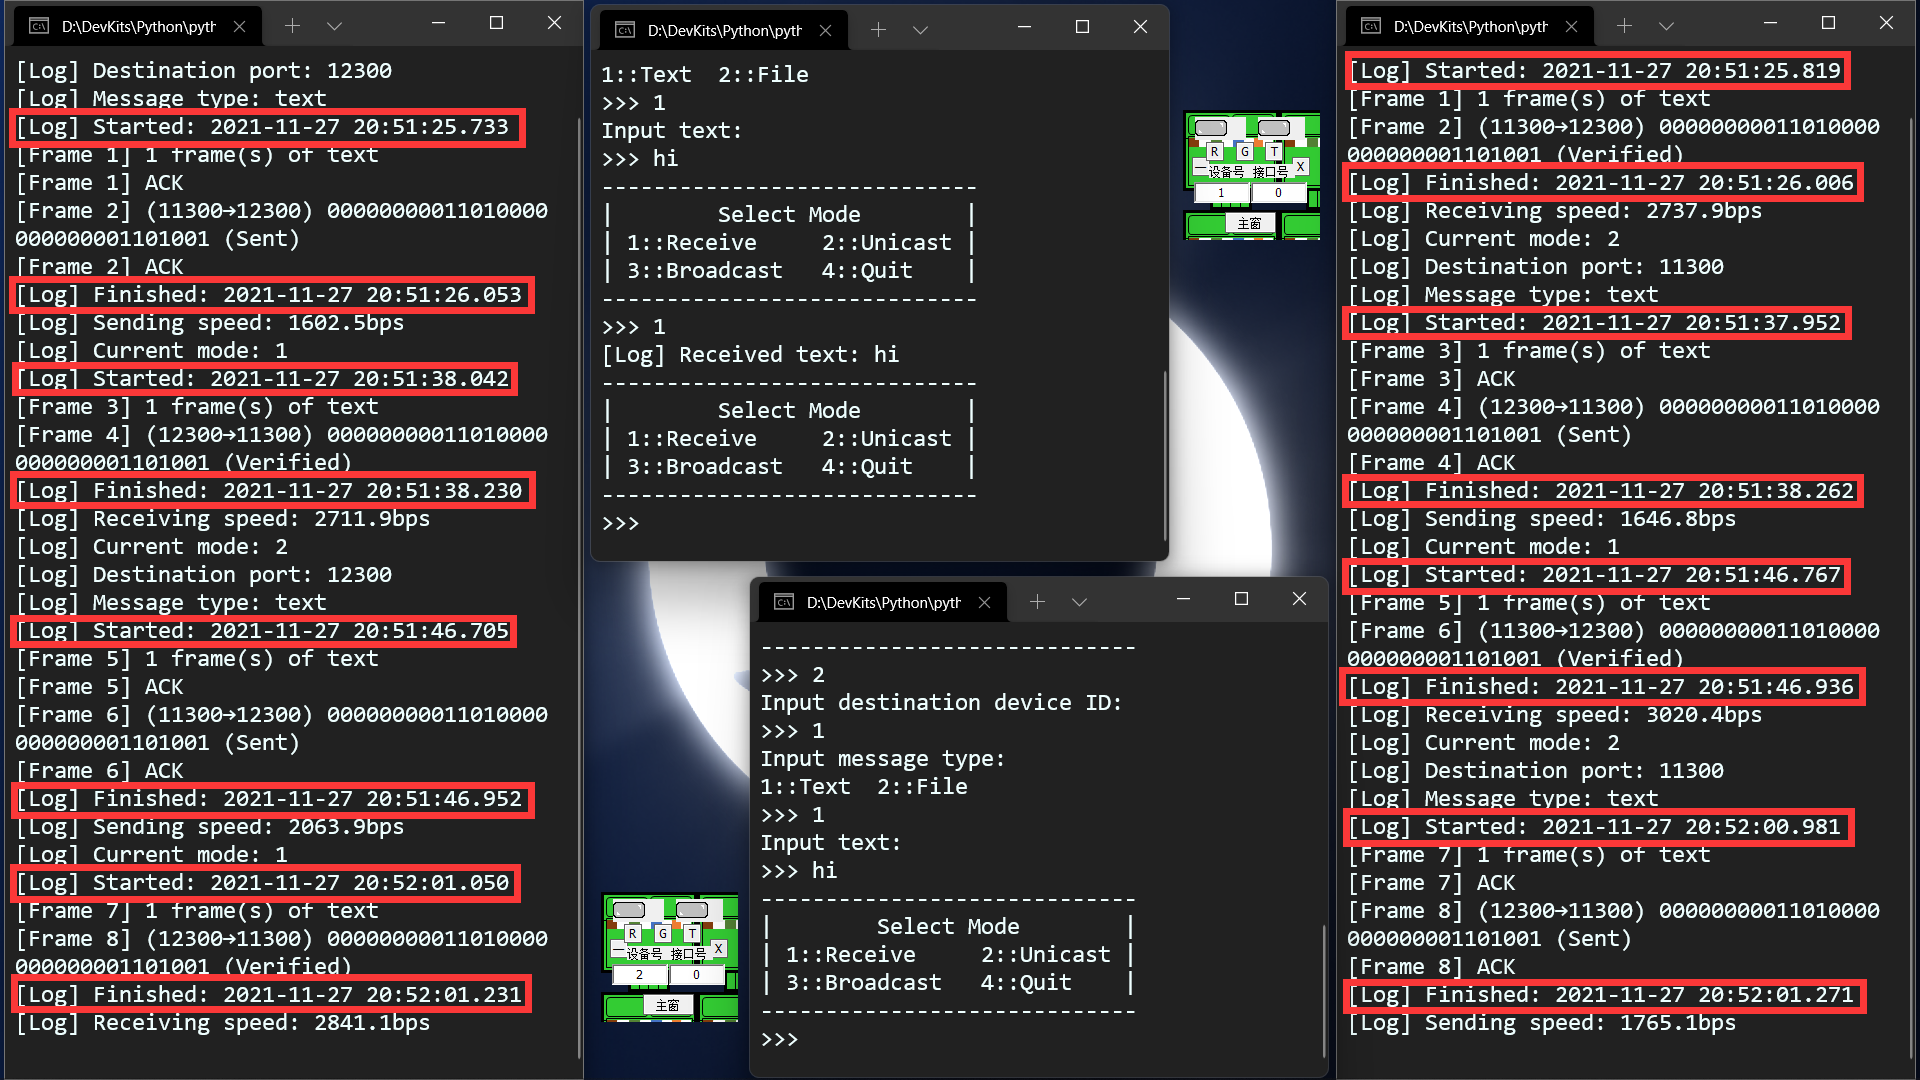 D:\DevKits\Python\pyth
[Log] Destination port: 12300
[Log] Message type: text
[Log] Started: 2021-11-27 20:51:25.733
[Frame 1] 1 frame(s) of text
[Frame 1] ACK
[Frame 2] (11300→12300) 00000000011010000
000000001101001 (Sent)
[Frame 2] ACK
[Log] Finished: 2021-11-27 20:51:26.053
[Log] Sending speed: 1602.5bps
[Log] Current mode: 1
[Log] Started: 2021-11-27 20:51:38.042
[Frame 3] 1 frame(s) of text
[Frame 4] (12300→11300) 00000000011010000
000000001101001 (Verified)
[Log] Finished: 2021-11-27 20:51:38.230
[Log] Receiving speed: 2711.9bps
[Log] Current mode: 2
[Log] Destination port: 12300
[Log] Message type: text
[Log] Started: 2021-11-27 20:51:46.705
[Frame 5] 1 frame(s) of text
[Frame 5] ACK
[Frame 6] (11300→12300) 00000000011010000
000000001101001 (Sent)
[Frame 6] ACK
[Log] Finished: 2021-11-27 20:51:46.952
[Log] Sending speed: 2063.9bps
[Log] Current mode: 1
[Log] Started: 2021-11-27 20:52:01.050
[Frame 7] 1 frame(s) of text
[Frame 8] (12300→11300) 00000000011010000
000000001101001 (Verified)
[Log] Finished: 2021-11-27 20:52:01.231
[Log] Receiving speed: 2841.1bps
D:\DevKits\Python\pyth
1::Text  2::File
>>> 1
Input text:
>>> hi
-----------------------------
|        Select Mode        |
| 1::Receive     2::Unicast |
| 3::Broadcast   4::Quit    |
-----------------------------
>>> 1
[Log] Received text: hi
-----------------------------
|        Select Mode        |
| 1::Receive     2::Unicast |
| 3::Broadcast   4::Quit    |
-----------------------------
>>>
R G T X
设备号 接口号
1 0
主窗
D:\DevKits\Python\pyth
-----------------------------
>>> 2
Input destination device ID:
>>> 1
Input message type:
1::Text  2::File
>>> 1
Input text:
>>> hi
-----------------------------
|        Select Mode        |
| 1::Receive     2::Unicast |
| 3::Broadcast   4::Quit    |
-----------------------------
>>>
R G T X
设备号 接口号
2 0
主窗
D:\DevKits\Python\pyth
[Log] Started: 2021-11-27 20:51:25.819
[Frame 1] 1 frame(s) of text
[Frame 2] (11300→12300) 00000000011010000
000000001101001 (Verified)
[Log] Finished: 2021-11-27 20:51:26.006
[Log] Receiving speed: 2737.9bps
[Log] Current mode: 2
[Log] Destination port: 11300
[Log] Message type: text
[Log] Started: 2021-11-27 20:51:37.952
[Frame 3] 1 frame(s) of text
[Frame 3] ACK
[Frame 4] (12300→11300) 00000000011010000
000000001101001 (Sent)
[Frame 4] ACK
[Log] Finished: 2021-11-27 20:51:38.262
[Log] Sending speed: 1646.8bps
[Log] Current mode: 1
[Log] Started: 2021-11-27 20:51:46.767
[Frame 5] 1 frame(s) of text
[Frame 6] (11300→12300) 00000000011010000
000000001101001 (Verified)
[Log] Finished: 2021-11-27 20:51:46.936
[Log] Receiving speed: 3020.4bps
[Log] Current mode: 2
[Log] Destination port: 11300
[Log] Message type: text
[Log] Started: 2021-11-27 20:52:00.981
[Frame 7] 1 frame(s) of text
[Frame 7] ACK
[Frame 8] (12300→11300) 00000000011010000
000000001101001 (Sent)
[Frame 8] ACK
[Log] Finished: 2021-11-27 20:52:01.271
[Log] Sending speed: 1765.1bps